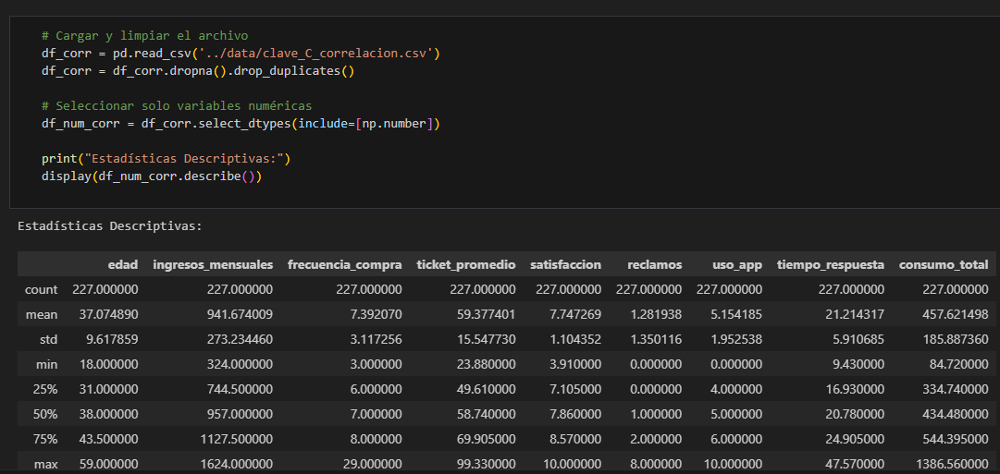 # Cargar y limpiar el archivo
df_corr = pd.read_csv('../data/clave_C_correlacion.csv')
df_corr = df_corr.dropna().drop_duplicates()
# Seleccionar solo variables numéricas
df_num_corr = df_corr.select_dtypes(include=[np.number])
print("Estadísticas Descriptivas:")
display(df_num_corr.describe())
Estadísticas Descriptivas:
edad ingresos_mensuales frecuencia_compra ticket_promedio satisfaccion reclamos uso_app tiempo_respuesta consumo_total
count 227.000000 227.000000 227.000000 227.000000 227.000000 227.000000 227.000000 227.000000 227.000000
mean 37.074890 941.674009 7.392070 59.377401 7.747269 1.281938 5.154185 21.214317 457.621498
std 9.617859 273.234460 3.117256 15.547730 1.104352 1.350116 1.952538 5.910685 185.887360
min 18.000000 324.000000 3.000000 23.880000 3.910000 0.000000 0.000000 9.430000 84.720000
25% 31.000000 744.500000 6.000000 49.610000 7.105000 0.000000 4.000000 16.930000 334.740000
50% 38.000000 957.000000 7.000000 58.740000 7.860000 1.000000 5.000000 20.780000 434.480000
75% 43.500000 1127.500000 8.000000 69.905000 8.570000 2.000000 6.000000 24.905000 544.395000
max 59.000000 1624.000000 29.000000 99.330000 10.000000 8.000000 10.000000 47.570000 1386.560000